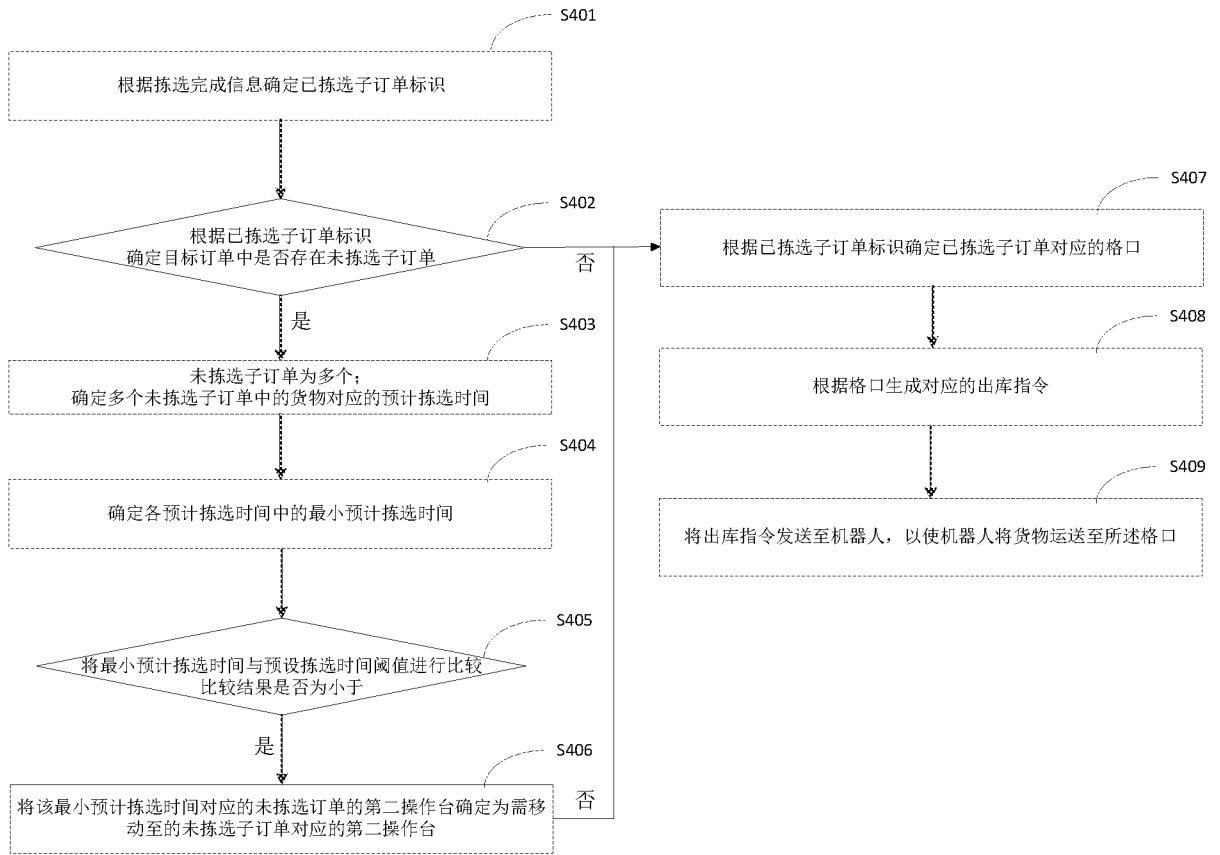 S401
根据拣选完成信息确定已拣选子订单标识
S402
根据已拣选子订单标识
确定目标订单中是否存在未拣选子订单
否
是
S403
未拣选子订单为多个；
确定多个未拣选子订单中的货物对应的预计拣选时间
S404
确定各预计拣选时间中的最小预计拣选时间
S405
将最小预计拣选时间与预设拣选时间阈值进行比较
比较结果是否为小于
是
S406
将该最小预计拣选时间对应的未拣选订单的第二操作台确定为需移
动至的未拣选子订单对应的第二操作台
否
S407
根据已拣选子订单标识确定已拣选子订单对应的格口
S408
根据格口生成对应的出库指令
S409
将出库指令发送至机器人，以使机器人将货物运送至所述格口